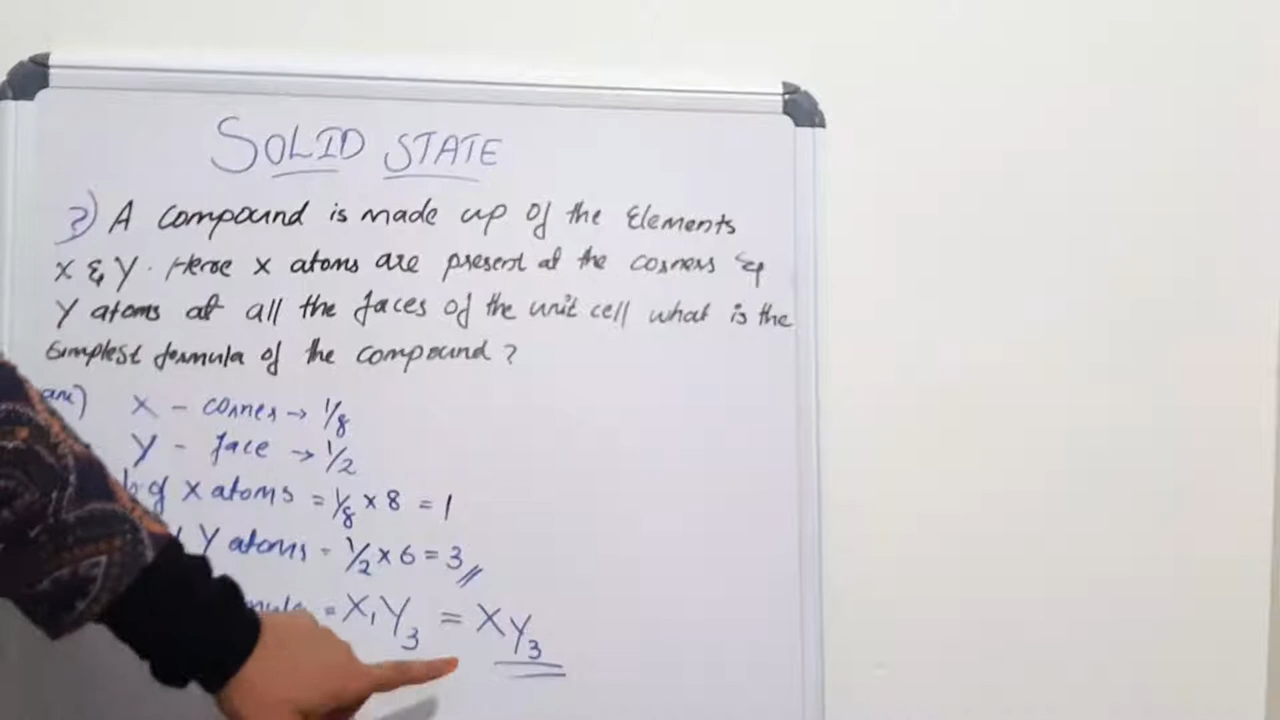 SOLID STATE
?) A compound is made up of the Elements
X & Y. Here X atoms are present at the corners &
Y atoms at all the faces of the unit cell what is the
simplest formula of the compound ?
ans) X - corner → 1/8
Y - face → 1/2
of X atoms = 1/8 × 8 = 1
Y atoms = 1/2 × 6 = 3
= X₁Y₃ = XY₃